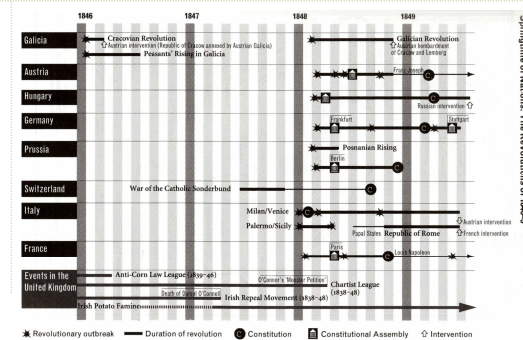 1846 1847 1848 1849
Galicia
Cracovian Revolution
Austrian intervention (Republic of Cracow annexed by Austrian Galicia)
Peasants' Rising in Galicia
Galician Revolution
Austrian bombardment
of Cracow and Lemberg
Austria
Franz Joseph
C
Hungary
C
Russian intervention
Germany
Frankfurt
C
Stuttgart
Prussia
Posnanian Rising
Berlin
C
Switzerland
War of the Catholic Sonderbund
C
Italy
Milan/Venice
C
Austrian intervention
Palermo/Sicily
Papal States Republic of Rome
French intervention
France
Paris
C
Louis Napoleon
Events in the
United Kingdom
Anti-Corn Law League (1839–46)
O'Conner's 'Monster Petition'
Chartist League
(1838–48)
Death of Daniel O'Connell
Irish Repeal Movement (1838–48)
Irish Potato Famine
Revolutionary outbreak Duration of revolution C Constitution Constitutional Assembly Intervention